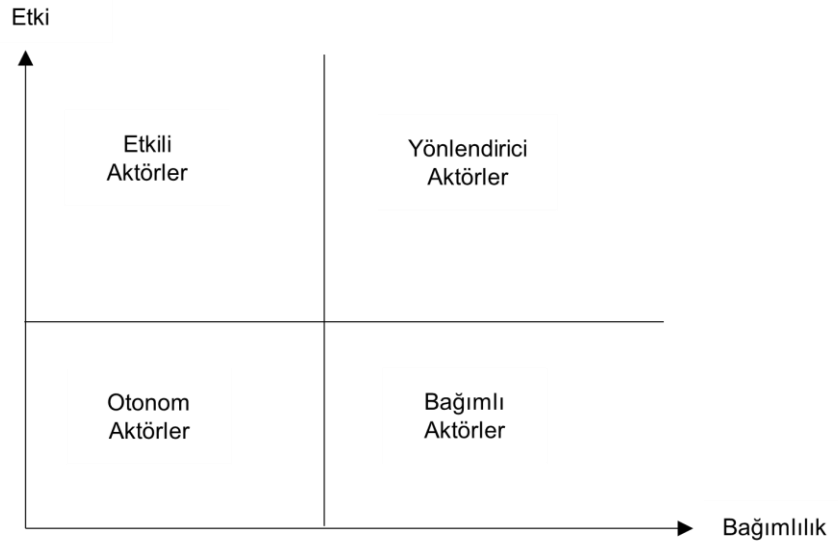 Etki
Etkili
Aktörler
Yönlendirici
Aktörler
Otonom
Aktörler
Bağımlı
Aktörler
Bağımlılık